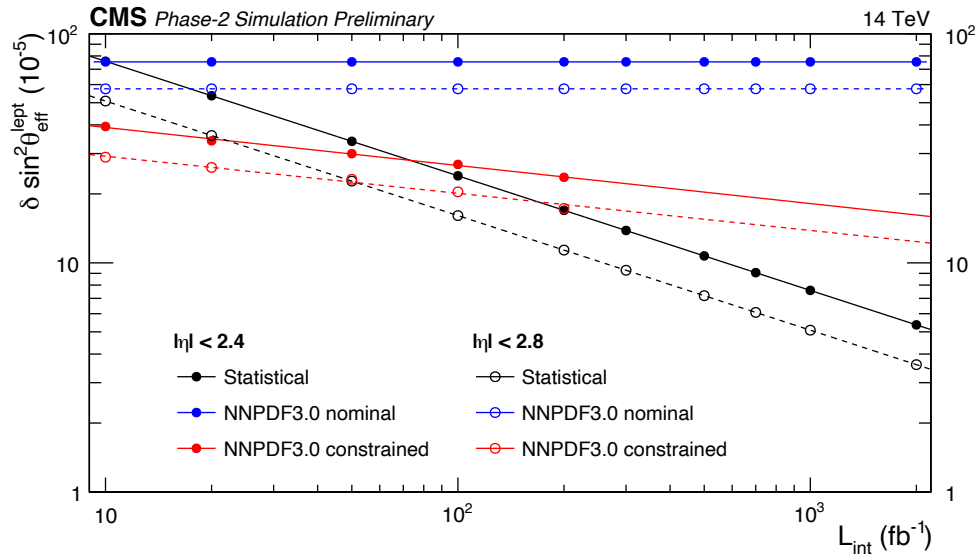 CMS Phase-2 Simulation Preliminary 14 TeV
δ sin²θ_eff^lept (10⁻⁵)
10² 10²
10 10
1 1
|η| < 2.4 |η| < 2.8
Statistical Statistical
NNPDF3.0 nominal NNPDF3.0 nominal
NNPDF3.0 constrained NNPDF3.0 constrained
10 10² 10³
L_int (fb⁻¹)